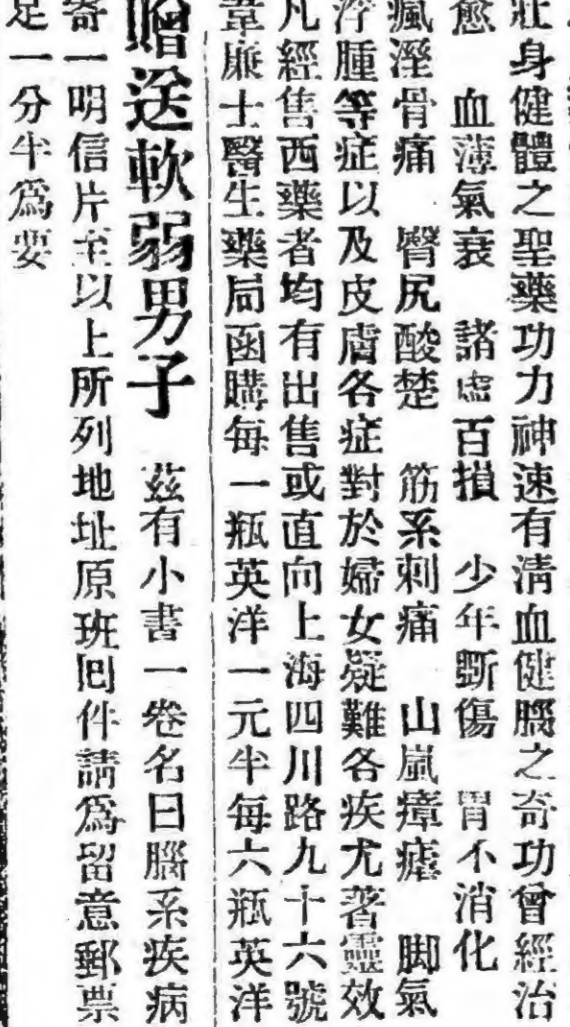 壯身健體之聖藥功力神速有淸血健腦之奇功曾經治
愈　血薄氣衰　諸虛百損　少年斲傷　胃不消化
瘋溼骨痛　臀尻酸楚　筋系刺痛　山嵐瘴瘧　脚氣
浮腫等症以及皮膚各症對於婦女疑難各疾尤著靈效
凡經售西藥者均有出售或直向上海四川路九十六號
韋廉士醫生藥局函購每一瓶英洋一元半每六瓶英洋
贈送軟弱男子　茲有小書一卷名曰腦系疾病
寄一明信片至以上所列地址原班囘件請爲留意郵票
足一分半爲要